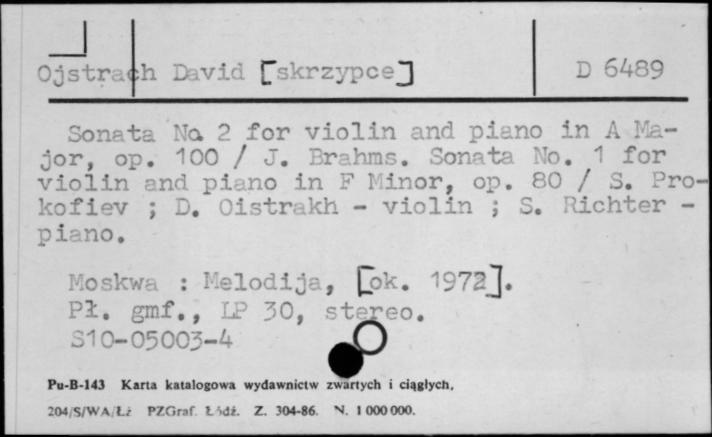 Ojstrach David [skrzypce] D 6489
Sonata No. 2 for violin and piano in A Ma-
jor, op. 100 / J. Brahms. Sonata No. 1 for
violin and piano in F Minor, op. 80 / S. Pro-
kofiev ; D. Oistrakh - violin ; S. Richter -
piano.
Moskwa : Melodija, [ok. 1972].
Pł. gmf., LP 30, stereo.
S10-05003-4
Pu-B-143 Karta katalogowa wydawnictw zwartych i ciągłych,
204/S/WA/Łż PZGraf. Łódź. Z. 304-86. N. 1 000 000.